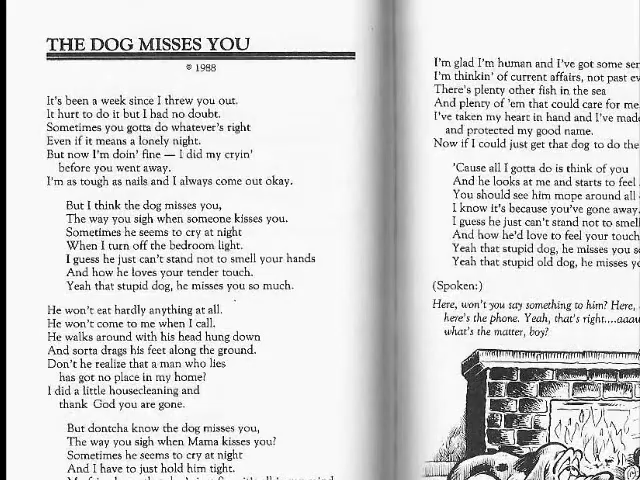 THE DOG MISSES YOU
© 1988
It's been a week since I threw you out.
It hurt to do it but I had no doubt.
Sometimes you gotta do whatever's right
Even if it means a lonely night.
But now I'm doin' fine — I did my cryin'
before you went away.
I'm as tough as nails and I always come out okay.
But I think the dog misses you,
The way you sigh when someone kisses you.
Sometimes he seems to cry at night
When I turn off the bedroom light.
I guess he just can't stand not to smell your hands
And how he loves your tender touch.
Yeah that stupid dog, he misses you so much.
He won't eat hardly anything at all.
He won't come to me when I call.
He walks around with his head hung down
And sorta drags his feet along the ground.
Don't he realize that a man who lies
has got no place in my home?
I did a little housecleaning and
thank God you are gone.
But dontcha know the dog misses you,
The way you sigh when Mama kisses you?
Sometimes he seems to cry at night
And I have to just hold him tight.
I'm glad I'm human and I've got some
I'm thinkin' of current affairs, not past
There's plenty other fish in the sea
And plenty of 'em that could care for me.
I've taken my heart in hand and I've made
and protected my good name.
Now if I could just get that dog to do the
'Cause all I gotta do is think of you
And he looks at me and starts to feel
You should see him mope around all
I know it's because you've gone away.
I guess he just can't stand not to smell
And how he'd love to feel your touch
Yeah that stupid dog, he misses you
Yeah that stupid old dog, he misses
(Spoken:)
Here, won't you say something to him? Here,
here's the phone. Yeah, that's right....
what's the matter, boy?